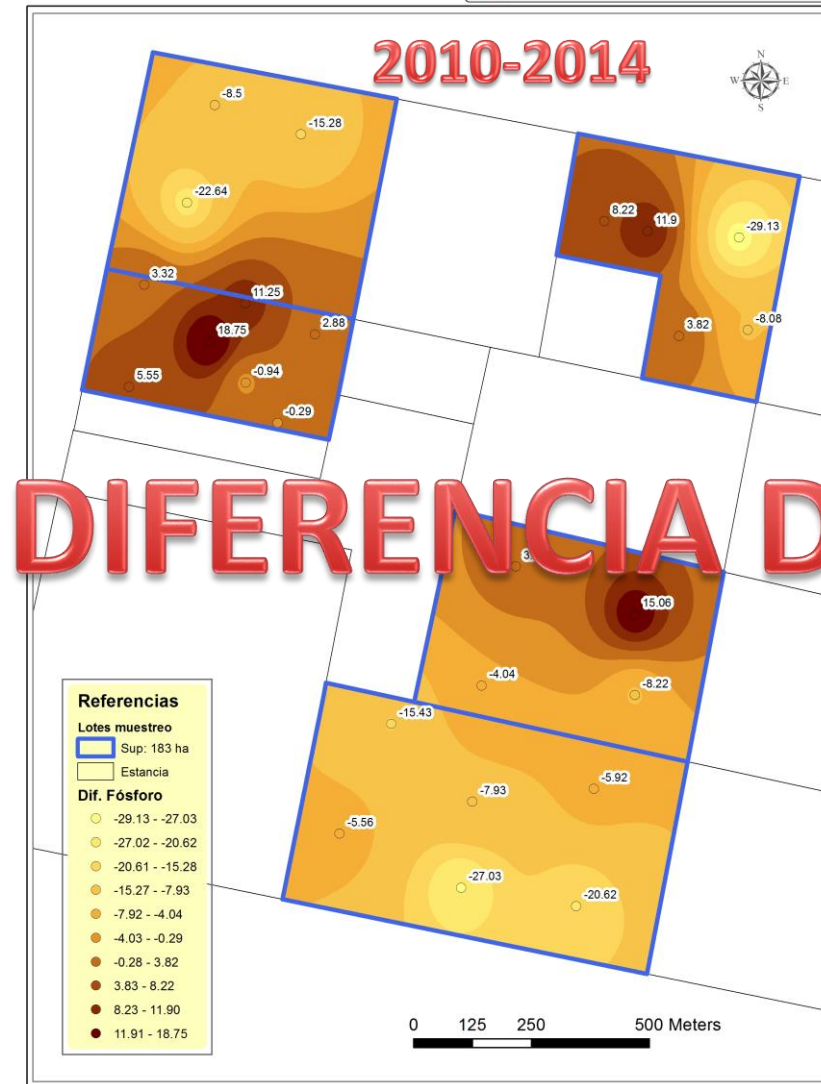 2010-2014
N
W E
S
-8.5
-15.28
-22.64
8.22
11.9
-29.13
3.32
11.25
18.75
2.88
3.82
-8.08
5.55
-0.94
-0.29
DIFERENCIA D
15.06
-4.04
-8.22
-15.43
-7.93
-5.92
-5.56
-27.03
-20.62
Referencias
Lotes muestreo
Sup: 183 ha
Estancia
Dif. Fósforo
-29.13 - -27.03
-27.02 - -20.62
-20.61 - -15.28
-15.27 - -7.93
-7.92 - -4.04
-4.03 - -0.29
-0.28 - 3.82
3.83 - 8.22
8.23 - 11.90
11.91 - 18.75
0 125 250 500 Meters